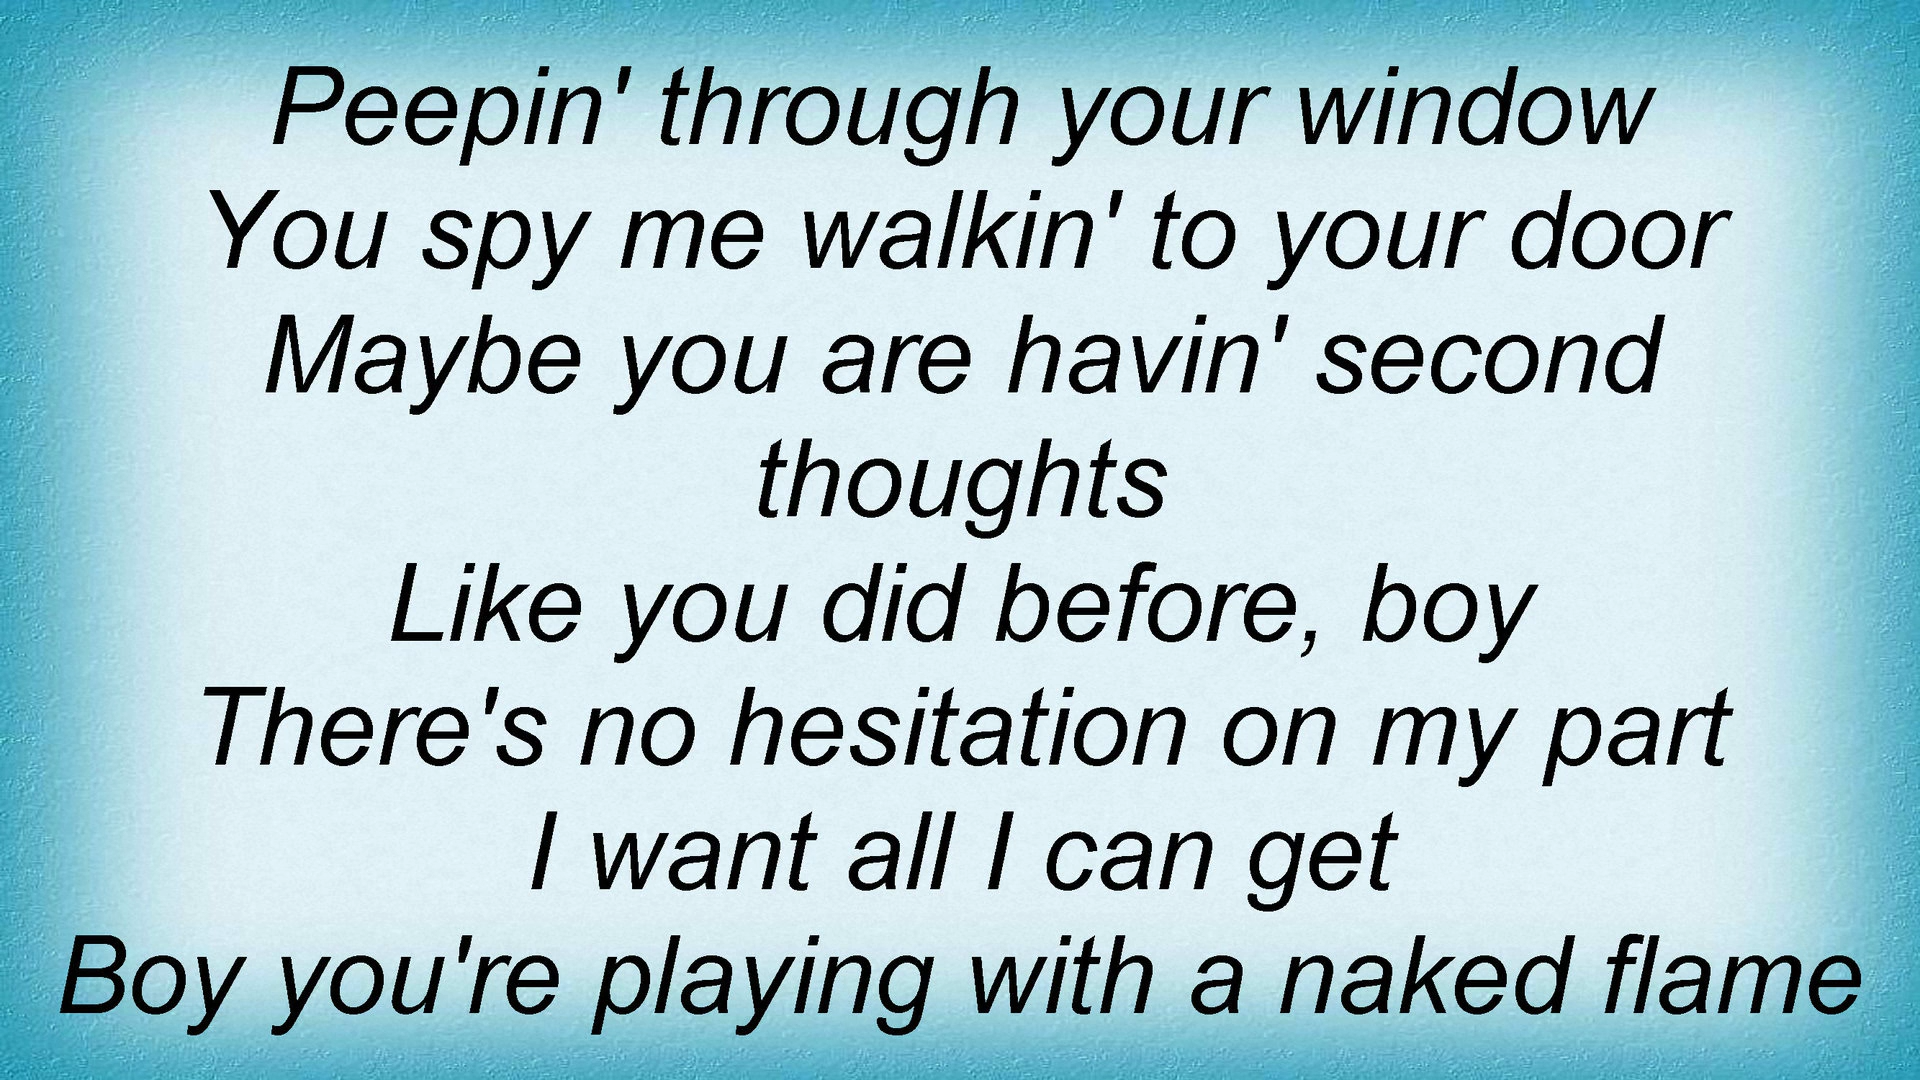 Peepin' through your window
You spy me walkin' to your door
Maybe you are havin' second
thoughts
Like you did before, boy
There's no hesitation on my part
I want all I can get
Boy you're playing with a naked flame